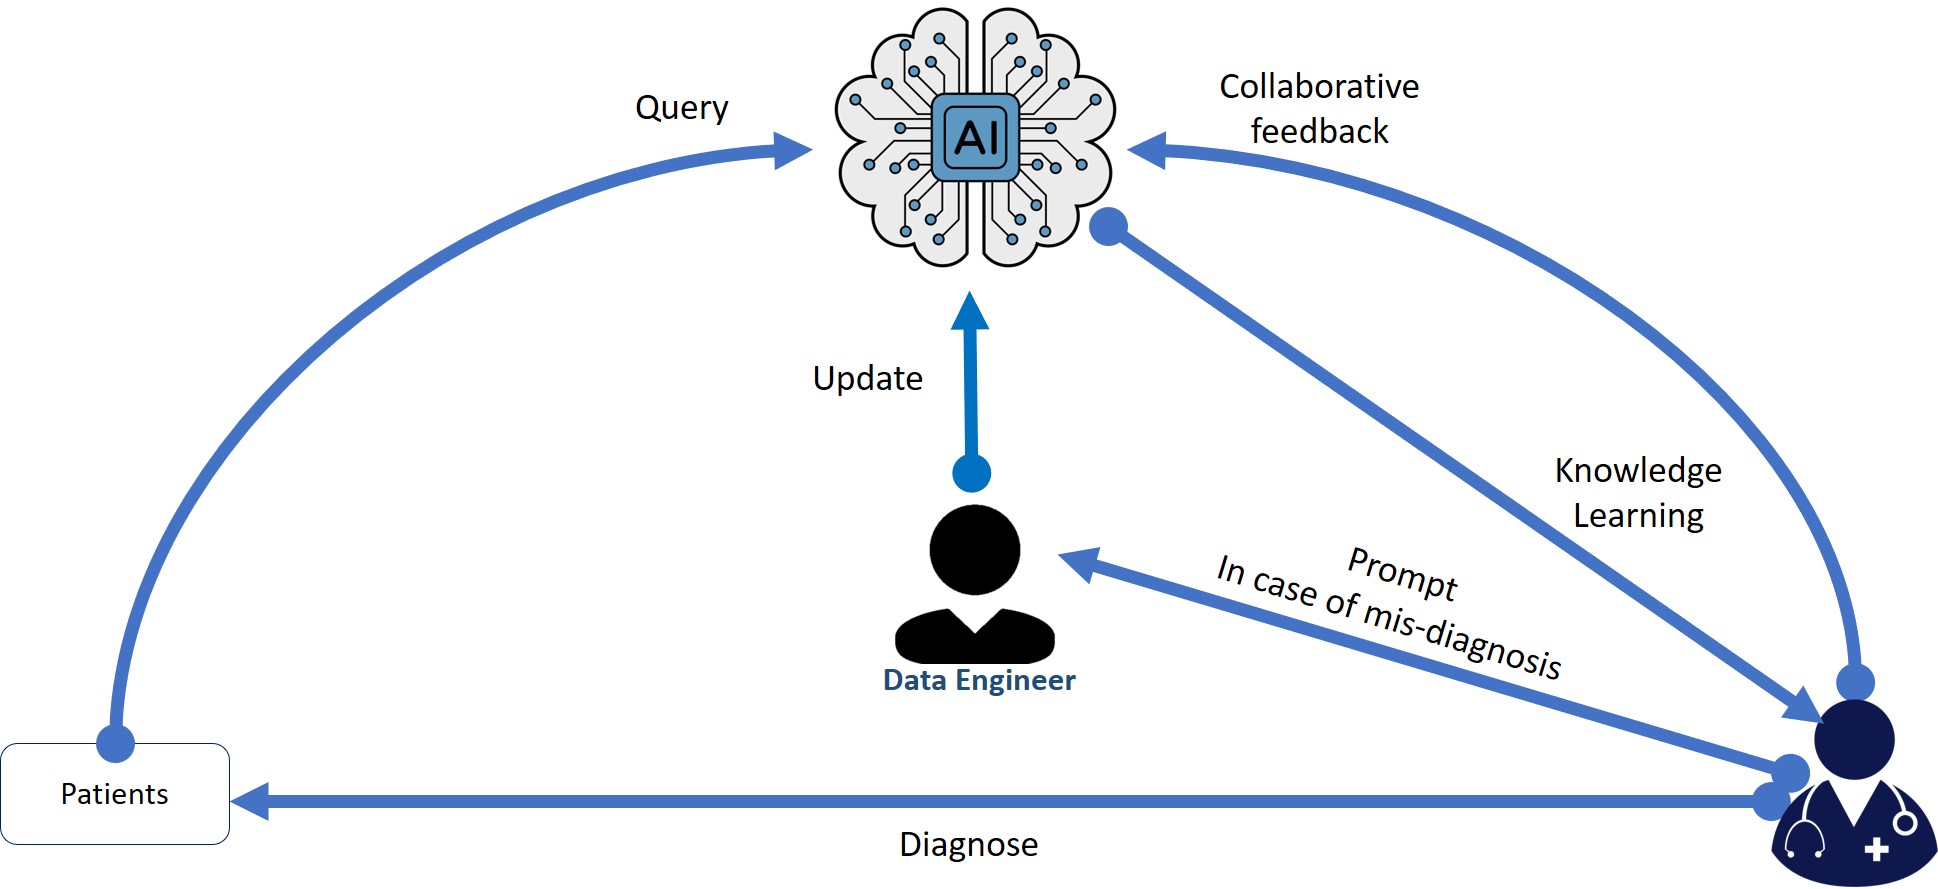 Query
AI
Collaborative
feedback
Update
Knowledge
Learning
Prompt
In case of mis-diagnosis
Data Engineer
Patients
Diagnose